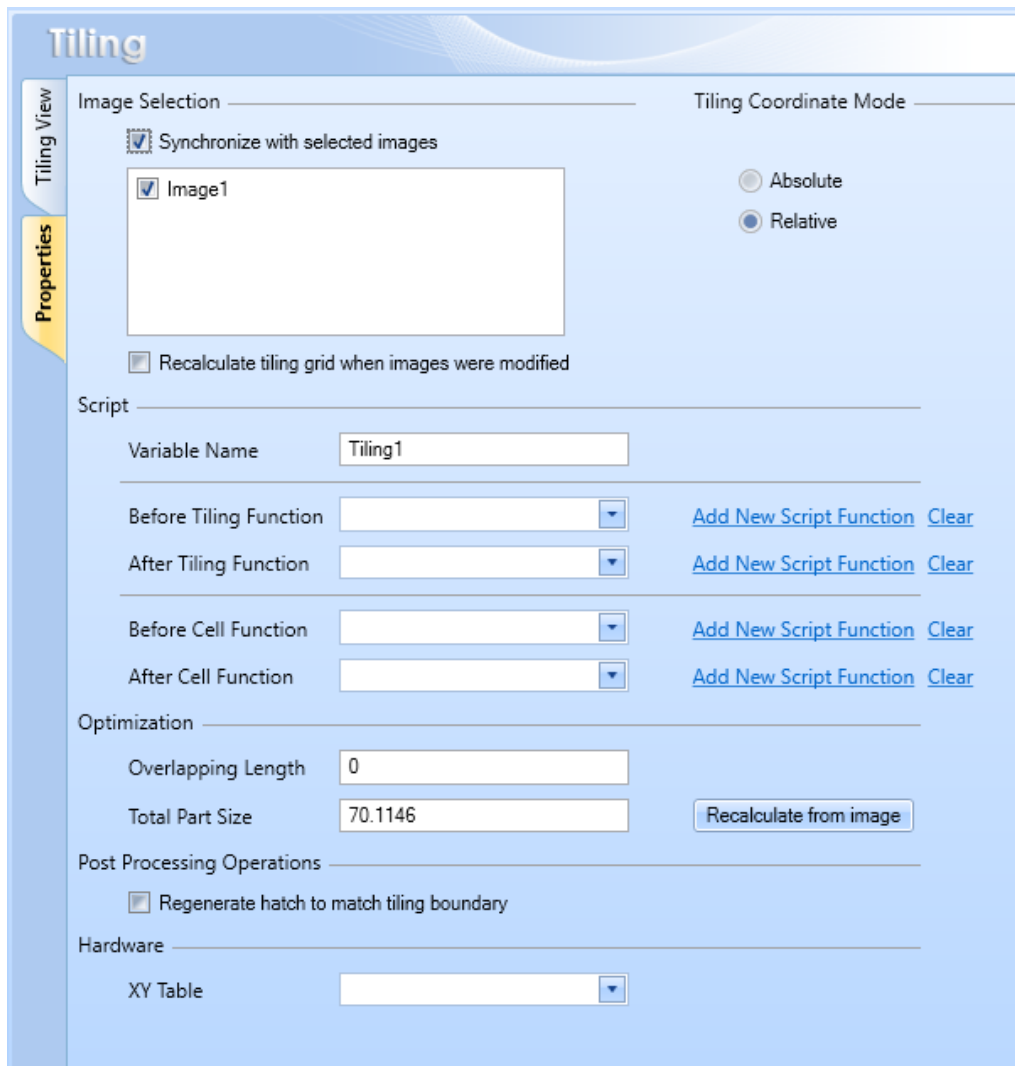 Tiling
Tiling View
Properties
Image Selection
Tiling Coordinate Mode
Synchronize with selected images
Image1
Absolute
Relative
Recalculate tiling grid when images were modified
Script
Variable Name Tiling1
Before Tiling Function Add New Script Function Clear
After Tiling Function Add New Script Function Clear
Before Cell Function Add New Script Function Clear
After Cell Function Add New Script Function Clear
Optimization
Overlapping Length 0
Total Part Size 70.1146 Recalculate from image
Post Processing Operations
Regenerate hatch to match tiling boundary
Hardware
XY Table